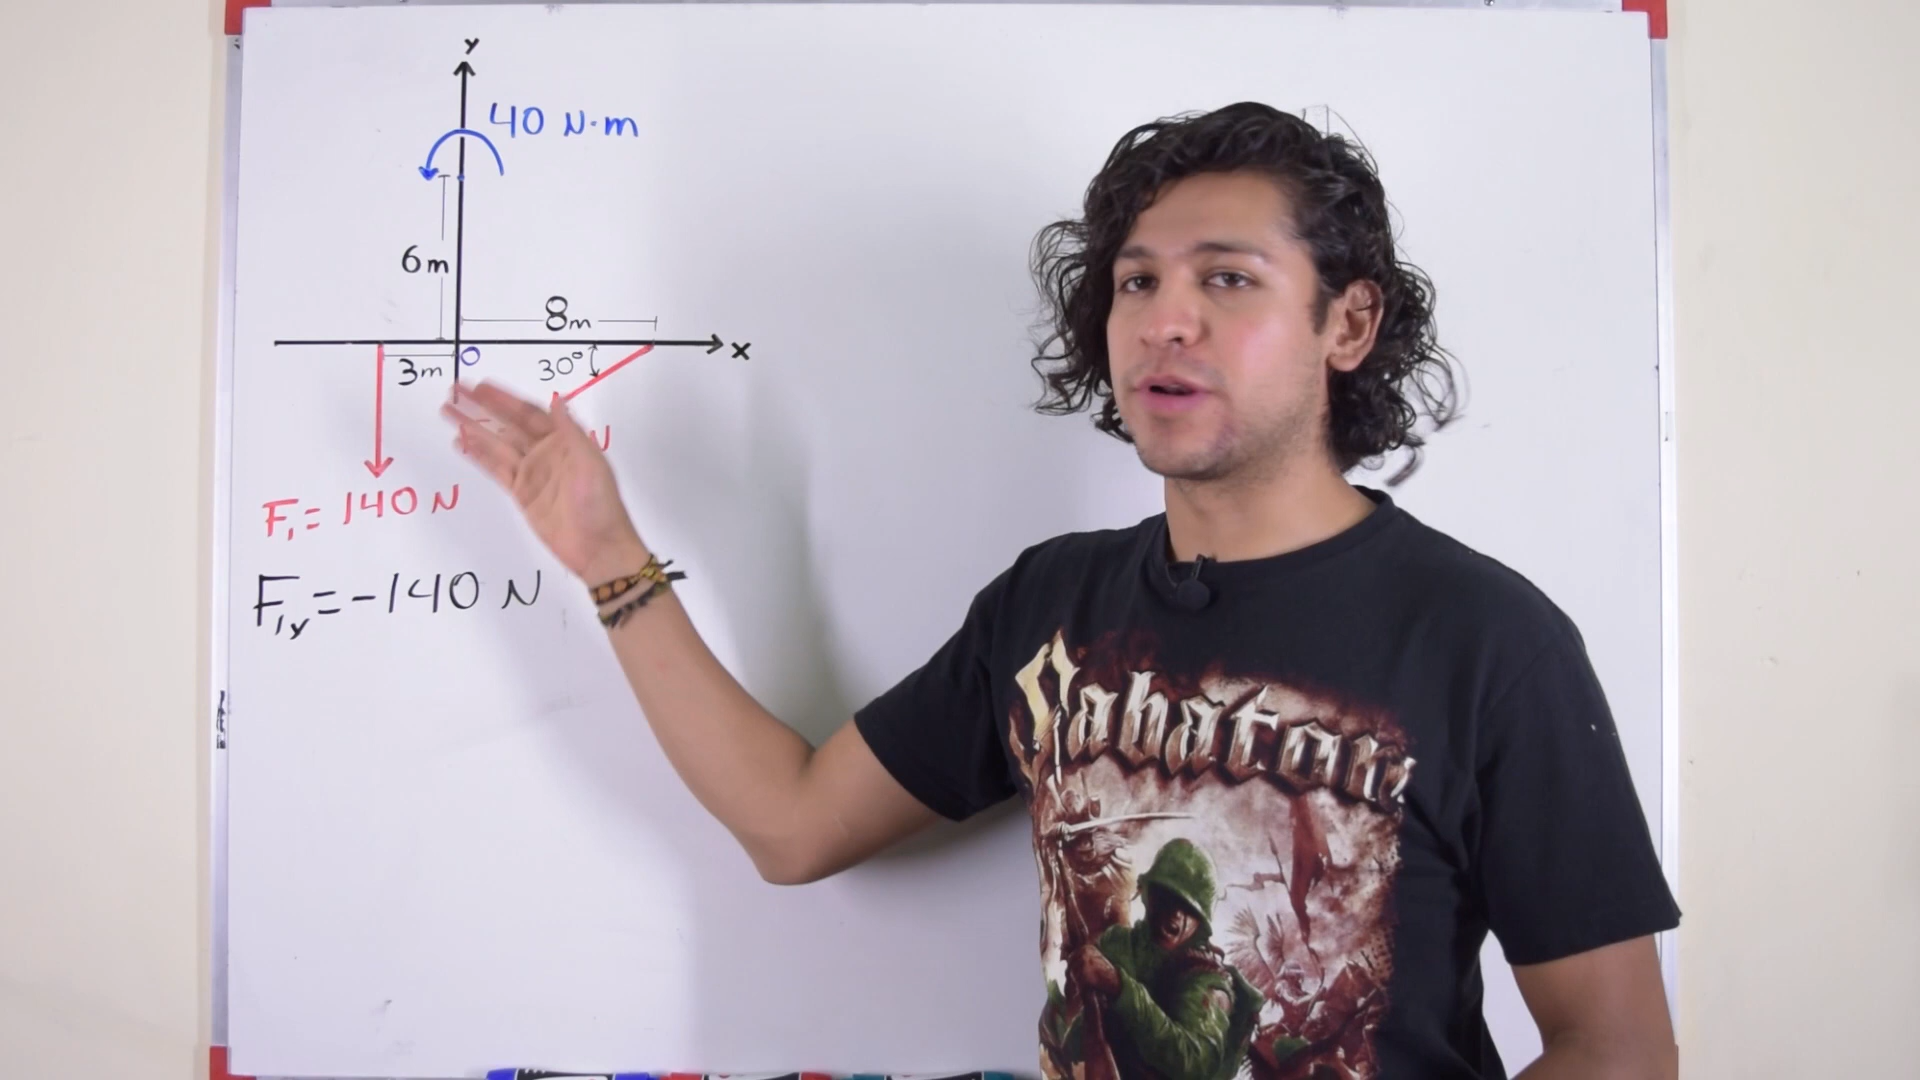 y
40 N·m
6m
8m
x
3m
O
30°
N
F₁= 140 N
F₁y = -140 N
Sabaton